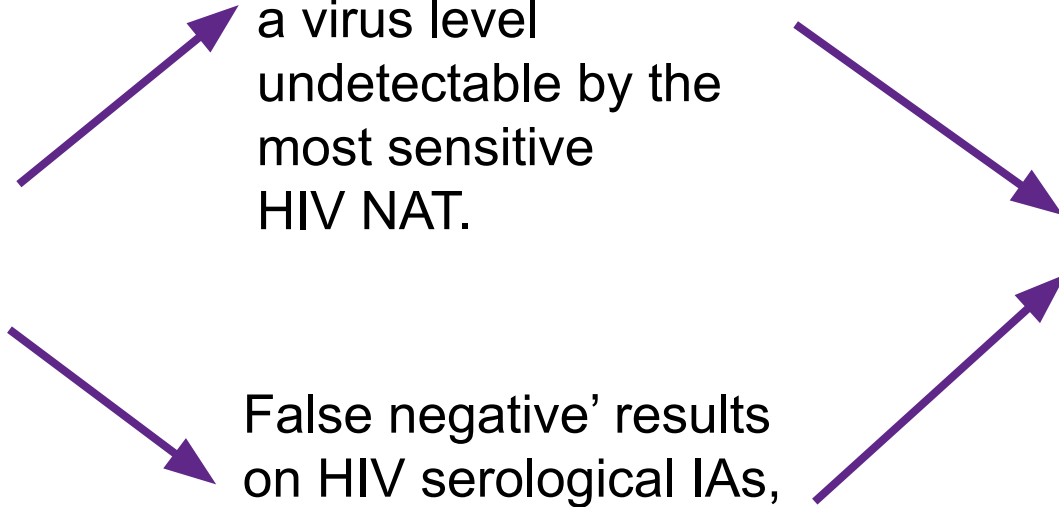 a virus level
undetectable by the
most sensitive
HIV NAT.
False negative’ results
on HIV serological IAs,